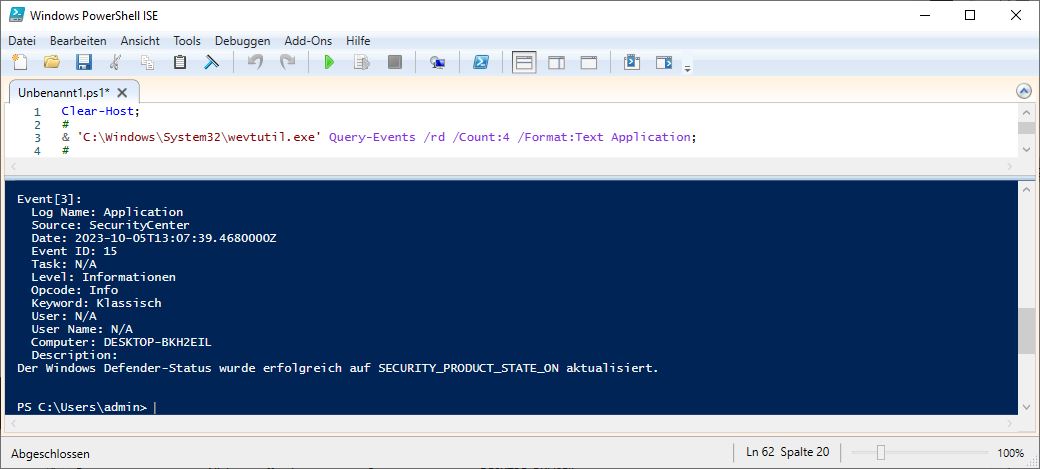 Windows PowerShell ISE
Datei Bearbeiten Ansicht Tools Debuggen Add-Ons Hilfe
Unbenannt1.ps1*
1 Clear-Host;
2 #
3 & 'C:\Windows\System32\wevtutil.exe' Query-Events /rd /Count:4 /Format:Text Application;
4 #
Event[3]:
Log Name: Application
Source: SecurityCenter
Date: 2023-10-05T13:07:39.4680000Z
Event ID: 15
Task: N/A
Level: Informationen
Opcode: Info
Keyword: Klassisch
User: N/A
User Name: N/A
Computer: DESKTOP-BKH2EIL
Description:
Der Windows Defender-Status wurde erfolgreich auf SECURITY_PRODUCT_STATE_ON aktualisiert.
PS C:\Users\admin>
Abgeschlossen Ln 62 Spalte 20 100%